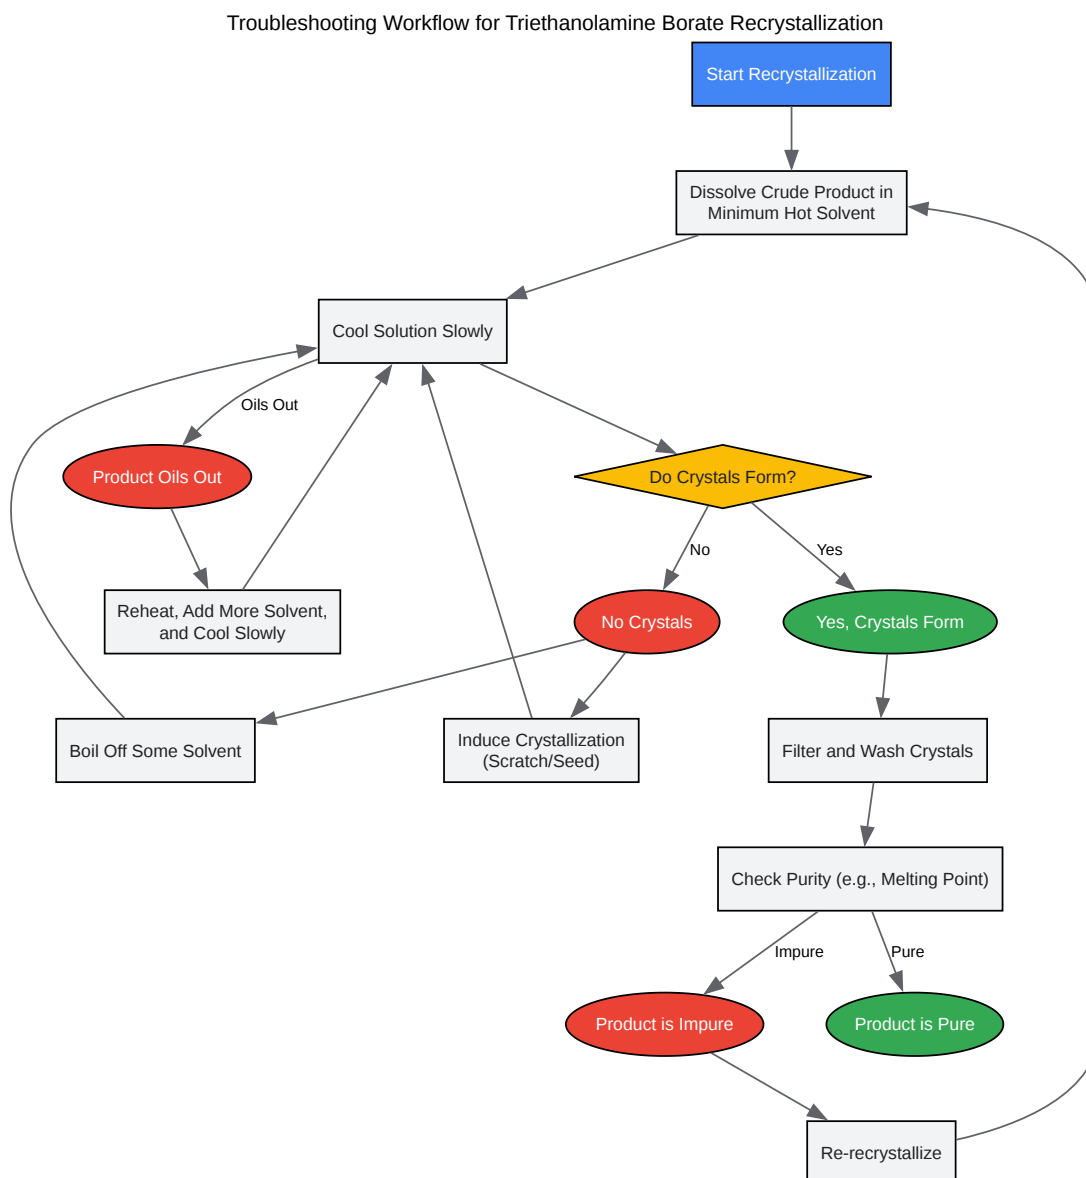 Troubleshooting Workflow for Triethanolamine Borate Recrystallization
Start Recrystallization
Dissolve Crude Product in
Minimum Hot Solvent
Cool Solution Slowly
Oils Out
Product Oils Out
Do Crystals Form?
No
Yes
Reheat, Add More Solvent,
and Cool Slowly
No Crystals
Yes, Crystals Form
Boil Off Some Solvent
Induce Crystallization
(Scratch/Seed)
Filter and Wash Crystals
Check Purity (e.g., Melting Point)
Impure
Pure
Product is Impure
Product is Pure
Re-recrystallize